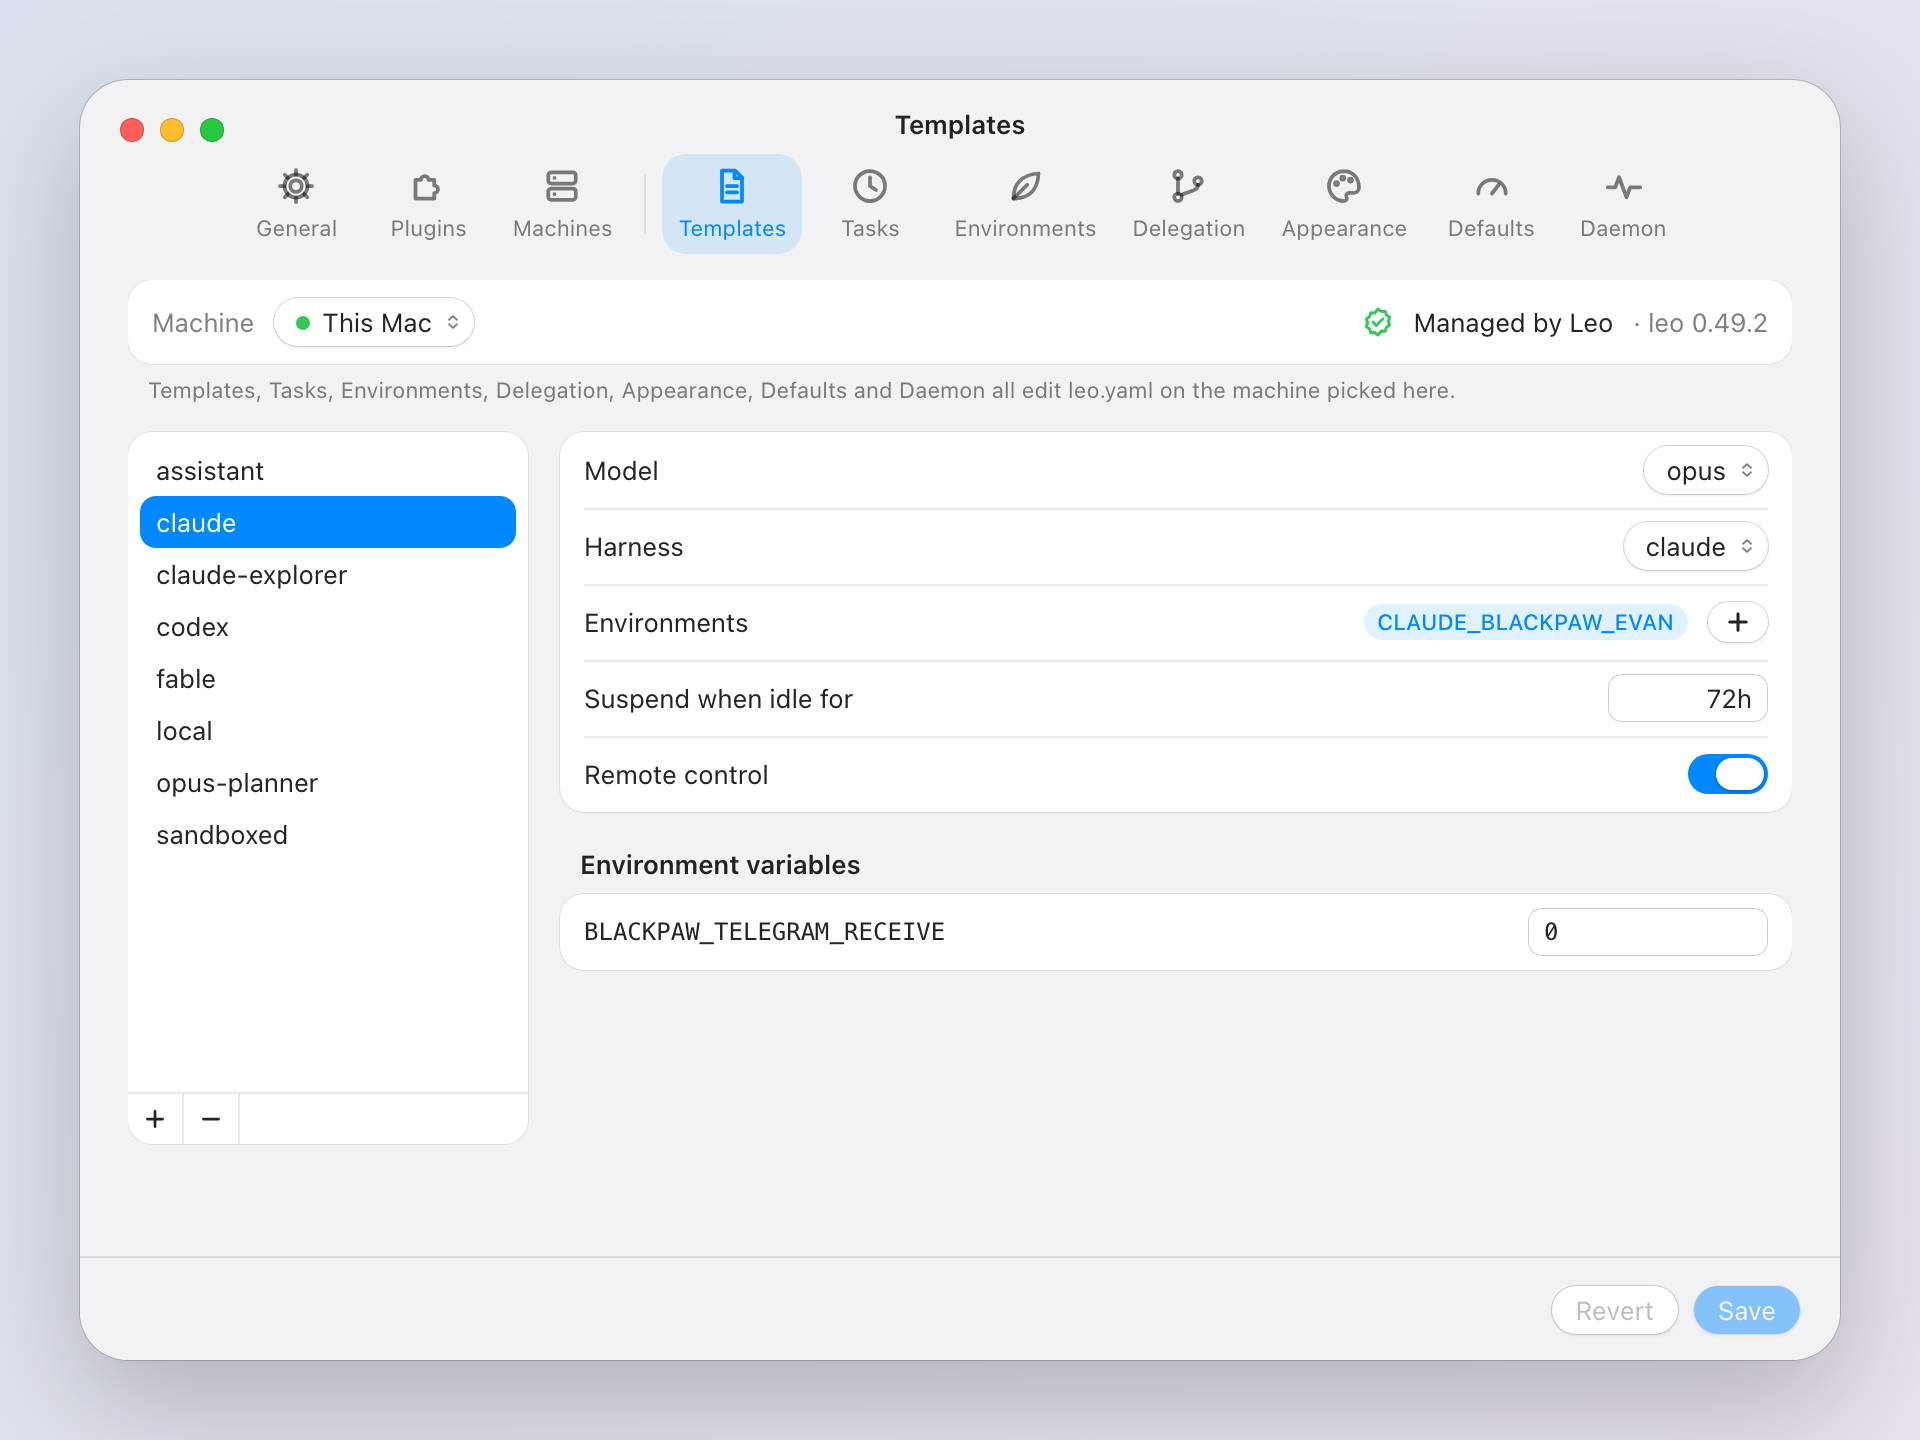 Templates
General
Plugins
Machines
Templates
Tasks
Environments
Delegation
Appearance
Defaults
Daemon
Machine This Mac Managed by Leo · leo 0.49.2
Templates, Tasks, Environments, Delegation, Appearance, Defaults and Daemon all edit leo.yaml on the machine picked here.
assistant
claude
claude-explorer
codex
fable
local
opus-planner
sandboxed
Model opus
Harness claude
Environments CLAUDE_BLACKPAW_EVAN
Suspend when idle for 72h
Remote control
Environment variables
BLACKPAW_TELEGRAM_RECEIVE 0
Revert Save